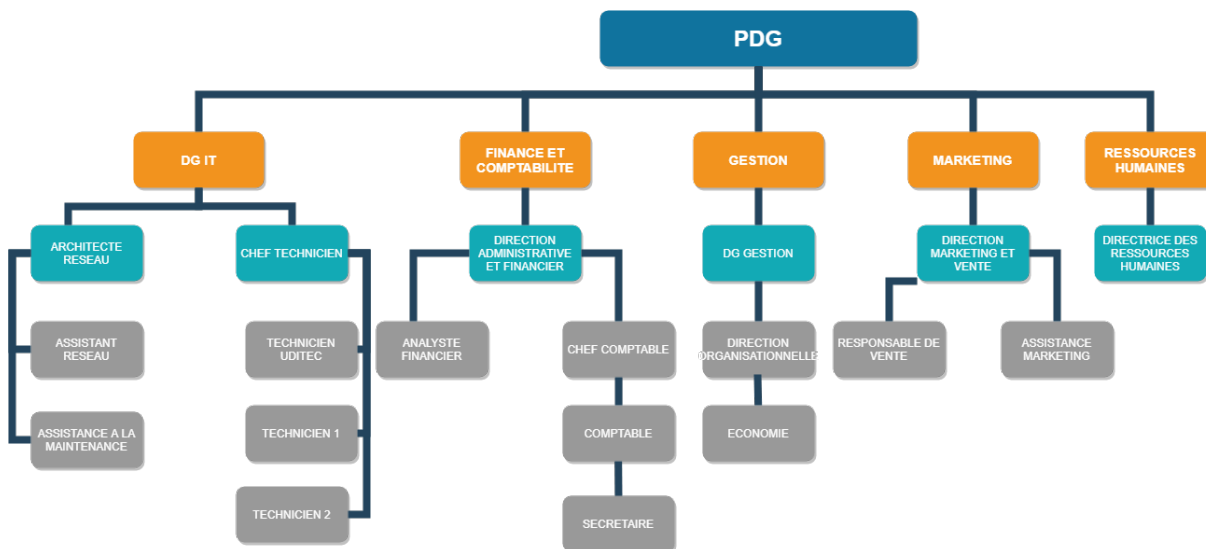 PDG
DG IT
FINANCE ET
COMPTABILITE
GESTION
MARKETING
RESSOURCES
HUMAINES
ARCHITECTE
RESEAU
CHEF TECHNICIEN
DIRECTION
ADMINISTRATIVE
ET FINANCIER
DG GESTION
DIRECTION
MARKETING ET
VENTE
DIRECTRICE DES
RESSOURCES
HUMAINES
ASSISTANT
RESEAU
TECHNICIEN
UDITEC
ANALYSTE
FINANCIER
CHEF COMPTABLE
DIRECTION
ORGANISATIONNELLE
RESPONSABLE DE
VENTE
ASSISTANCE
MARKETING
ASSISTANCE A LA
MAINTENANCE
TECHNICIEN 1
COMPTABLE
ECONOMIE
TECHNICIEN 2
SECRETAIRE